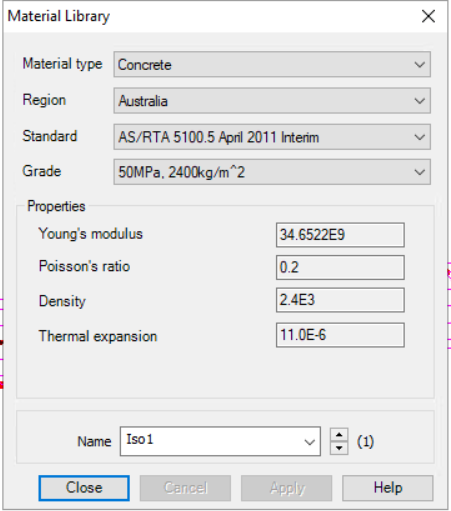 Material Library
Material type Concrete
Region Australia
Standard AS/RTA 5100.5 April 2011 Interim
Grade 50MPa, 2400kg/m^2
Properties
Young's modulus 34.6522E9
Poisson's ratio 0.2
Density 2.4E3
Thermal expansion 11.0E-6
Name Iso1 (1)
Close Cancel Apply Help